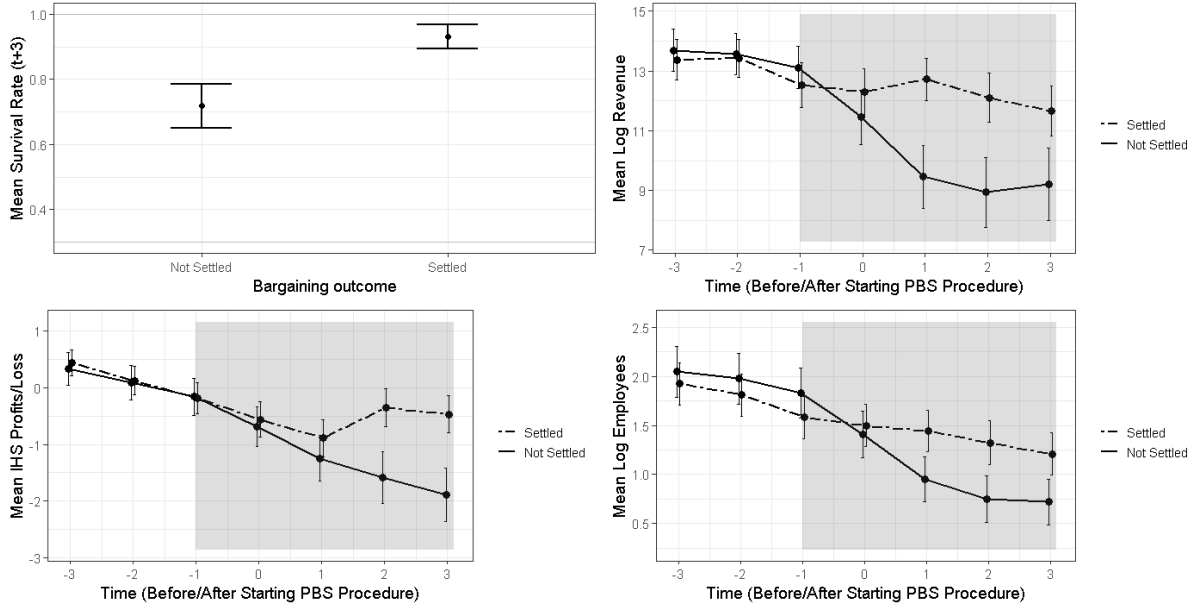 Mean Survival Rate (t+3)
1.0
0.8
0.6
0.4
Not Settled
Settled
Bargaining outcome
Mean Log Revenue
15
13
11
9
7
-3
-2
-1
0
1
2
3
Time (Before/After Starting PBS Procedure)
Settled
Not Settled
Mean IHS Profits/Loss
1
0
-1
-2
-3
-3
-2
-1
0
1
2
3
Time (Before/After Starting PBS Procedure)
Settled
Not Settled
Mean Log Employees
2.5
2.0
1.5
1.0
0.5
-3
-2
-1
0
1
2
3
Time (Before/After Starting PBS Procedure)
Settled
Not Settled